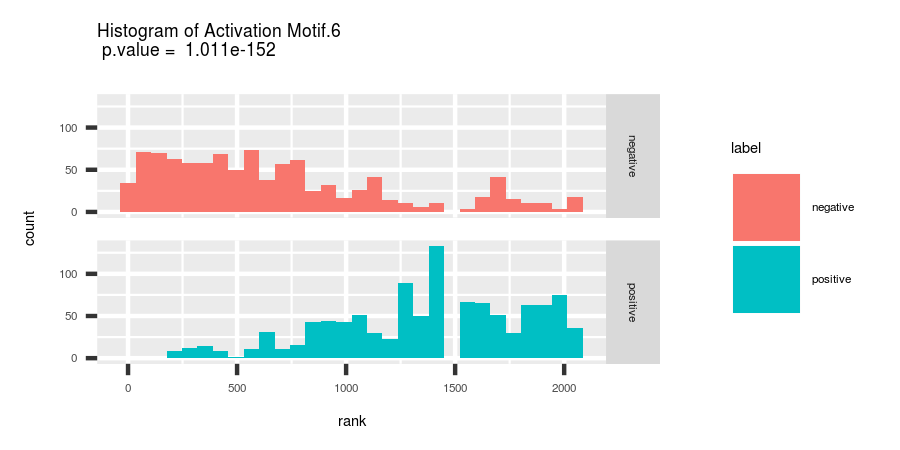 Histogram of Activation Motif.6
p.value = 1.011e-152
100
50
0
negative
100
50
0
positive
0 500 1000 1500 2000
rank
count
label
negative
positive